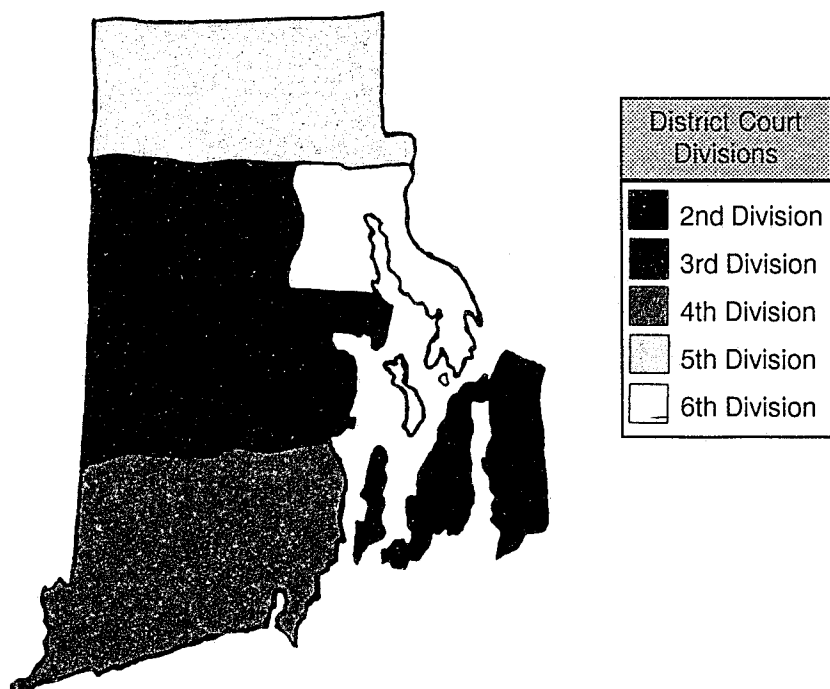 District Court
Divisions
2nd Division
3rd Division
4th Division
5th Division
6th Division